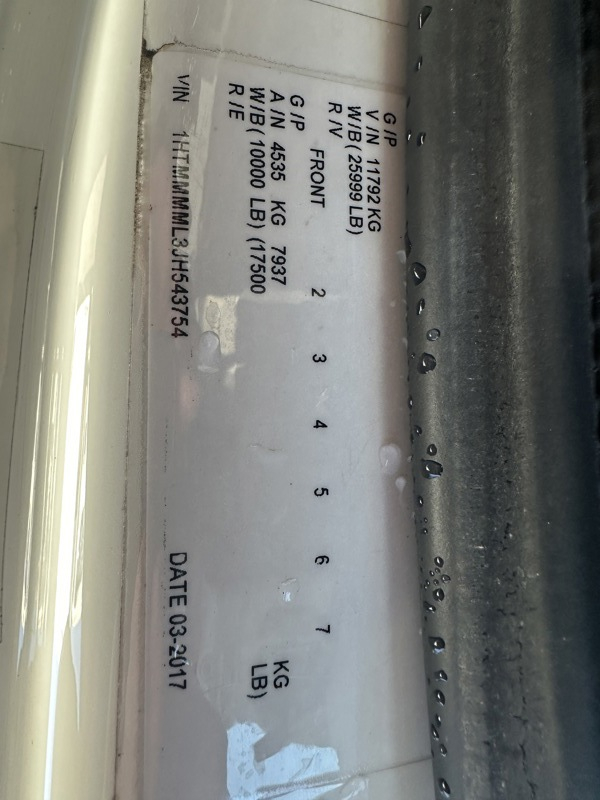 G /P
V /N 11792 KG
W/B ( 25999 LB)
R /V
FRONT 2 3 4 5 6 7
G /P
A /N 4535 KG 7937 KG
W/B ( 10000 LB) (17500 LB)
R /E
VIN 1HTMMMML3JH543754 DATE 03-2017